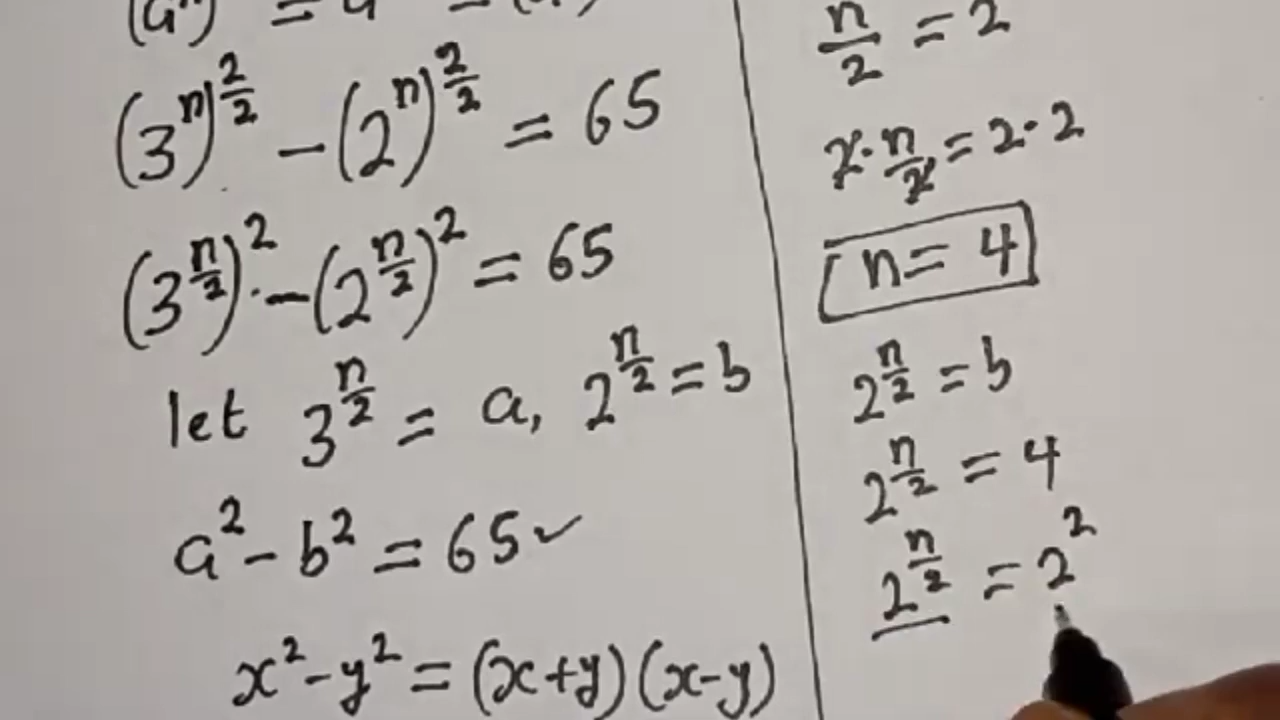 (3^n)^{2/2} - (2^n)^{2/2} = 65
(3^{n/2})^2 · - (2^{n/2})^2 = 65
let 3^{n/2} = a, 2^{n/2} = b
a^2 - b^2 = 65 ✓
x^2 - y^2 = (x+y)(x-y)
n/2 = 2
2 · n/2 = 2 · 2
n = 4
2^{n/2} = b
2^{n/2} = 4
2^{n/2} = 2^2